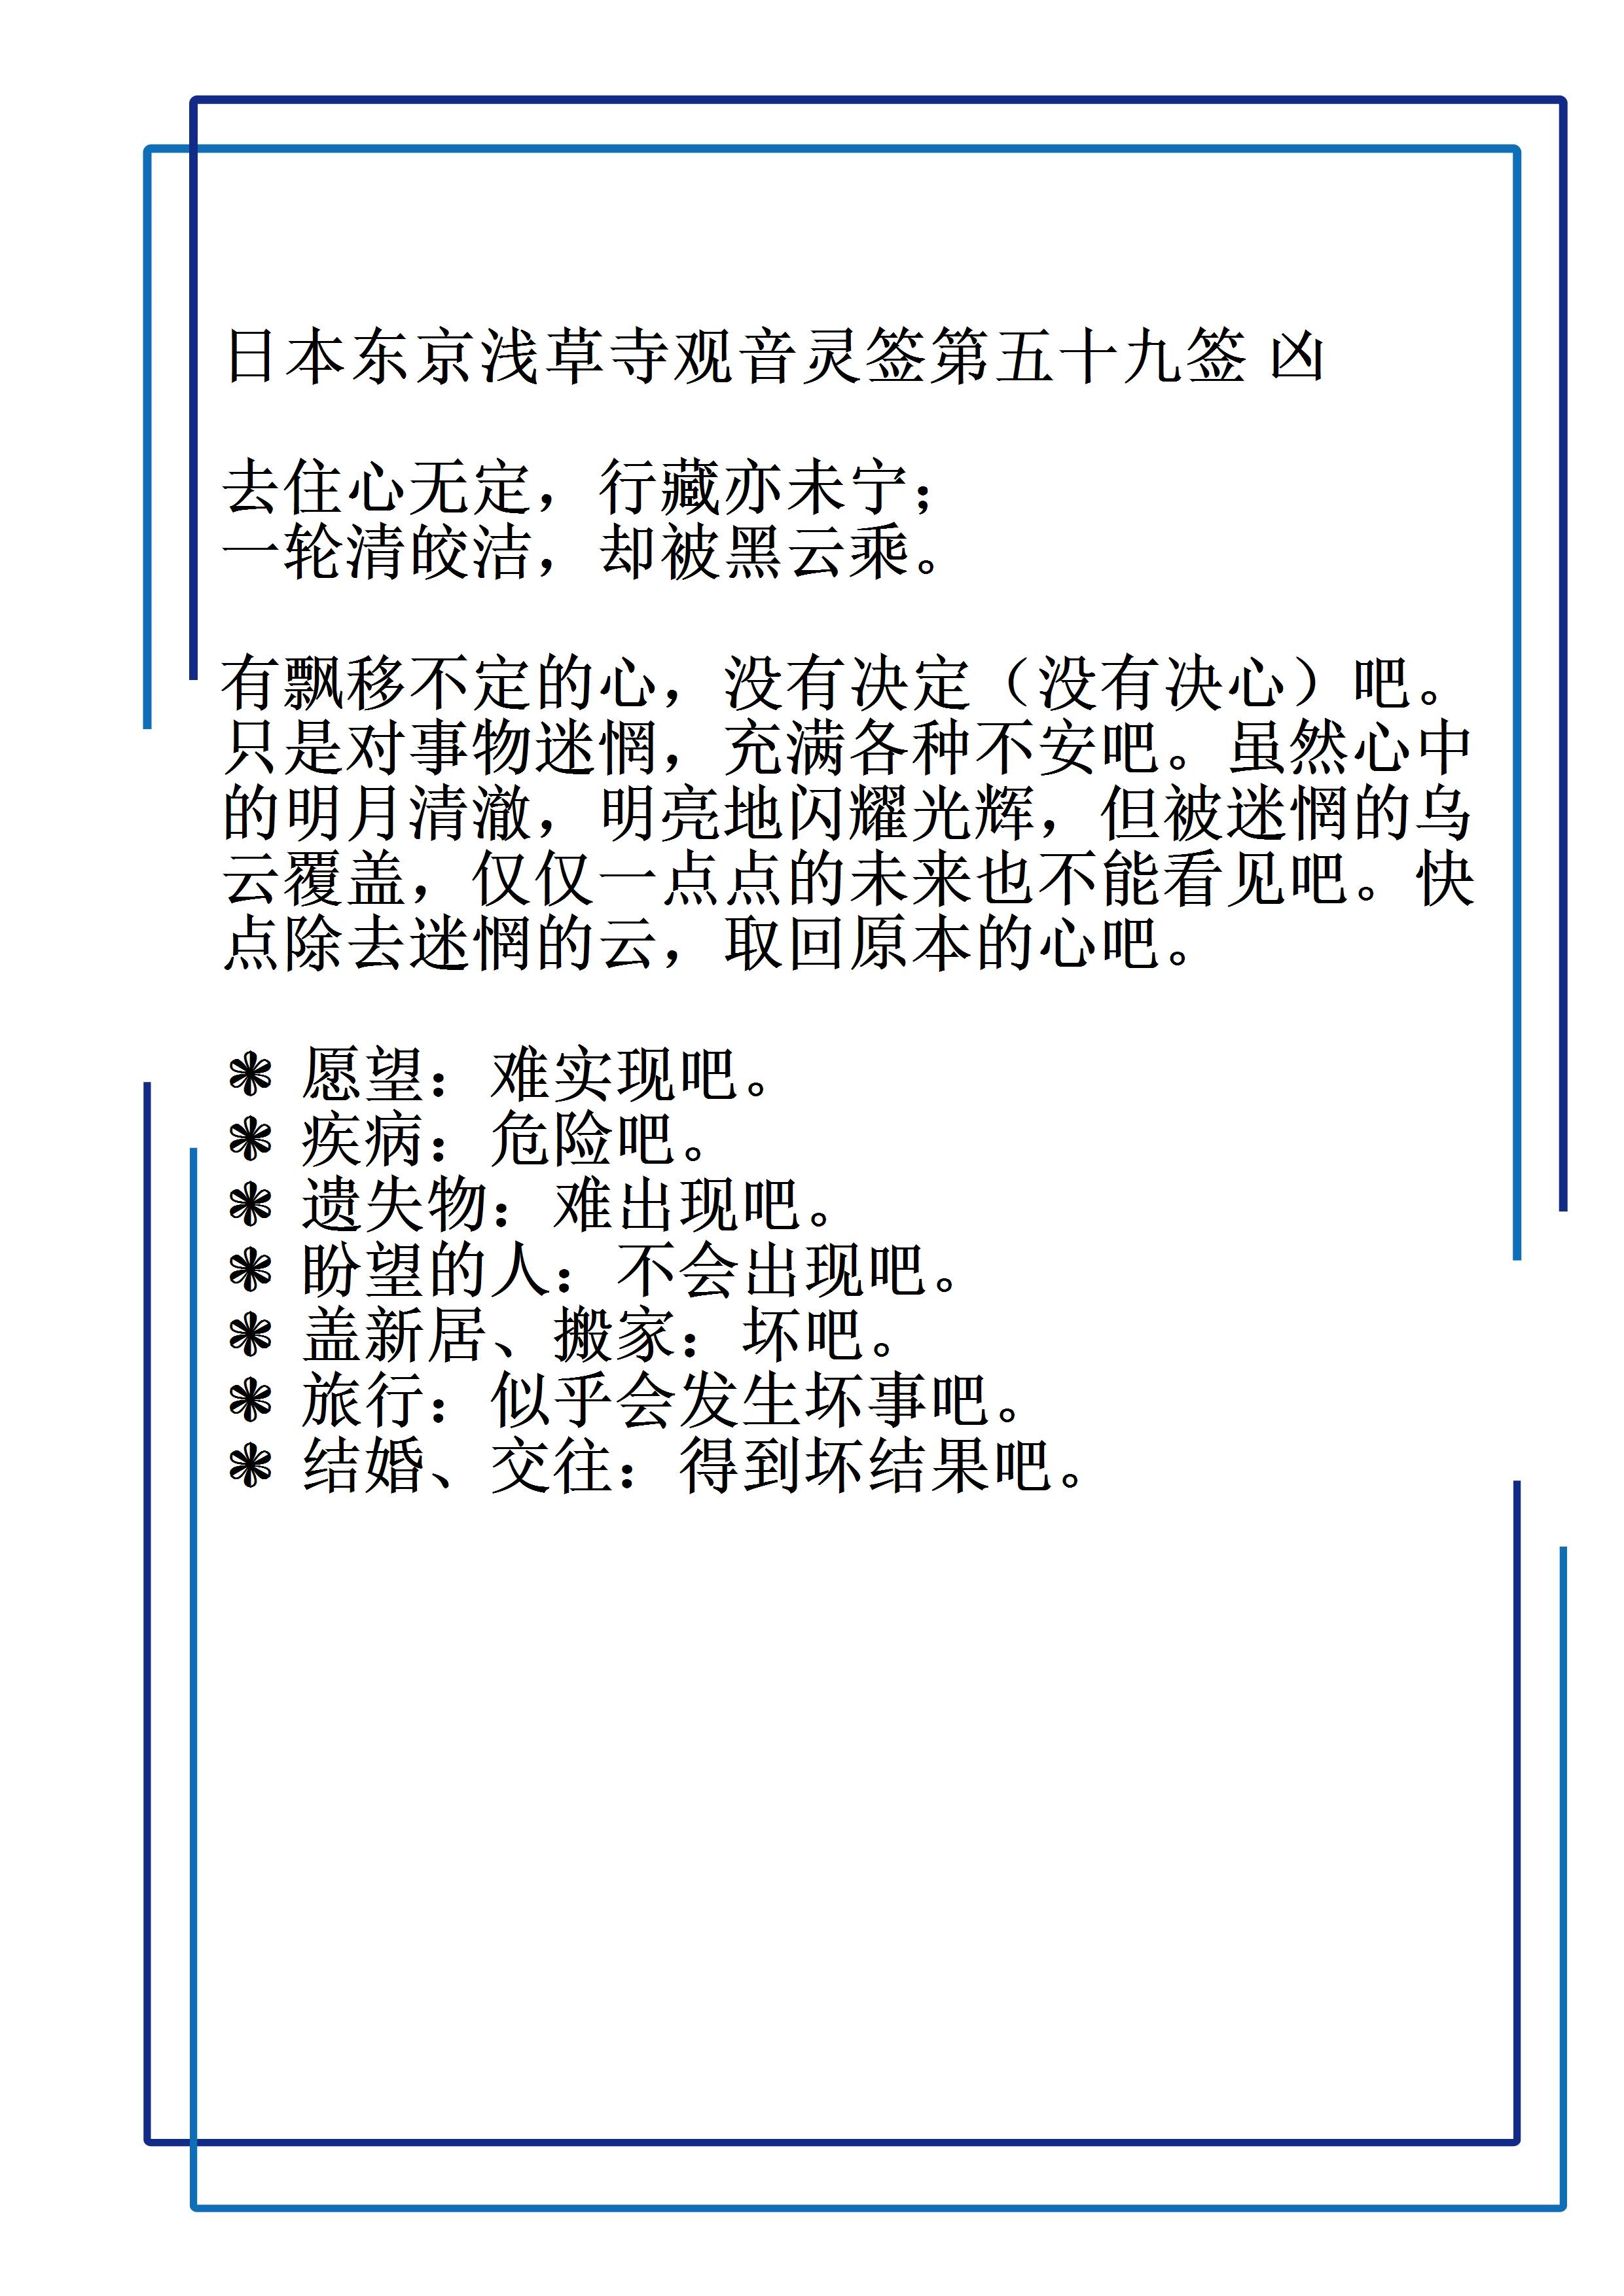 日本东京浅草寺观音灵签第五十九签 凶
去住心无定，行藏亦未宁；
一轮清皎洁，却被黑云乘。
有飘移不定的心，没有决定（没有决心）吧。
只是对事物迷惘，充满各种不安吧。虽然心中
的明月清澈，明亮地闪耀光辉，但被迷惘的乌
云覆盖，仅仅一点点的未来也不能看见吧。快
点除去迷惘的云，取回原本的心吧。
❃ 愿望：难实现吧。
❃ 疾病：危险吧。
❃ 遗失物：难出现吧。
❃ 盼望的人：不会出现吧。
❃ 盖新居、搬家：坏吧。
❃ 旅行：似乎会发生坏事吧。
❃ 结婚、交往：得到坏结果吧。